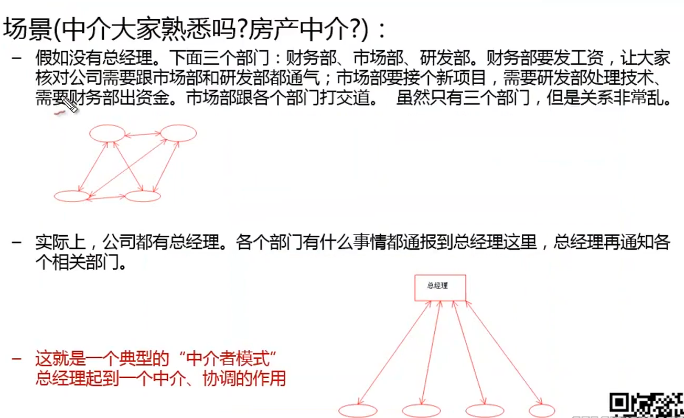 场景(中介大家熟悉吗?房产中介?)：
– 假如没有总经理。下面三个部门：财务部、市场部、研发部。财务部要发工资，让大家
核对公司需要跟市场部和研发部都通气；市场部要接个新项目，需要研发部处理技术、
需要财务部出资金。市场部跟各个部门打交道。 虽然只有三个部门，但是关系非常乱。
– 实际上，公司都有总经理。各个部门有什么事情都通报到总经理这里，总经理再通知各
个相关部门。
总经理
– 这就是一个典型的“中介者模式”
总经理起到一个中介、协调的作用